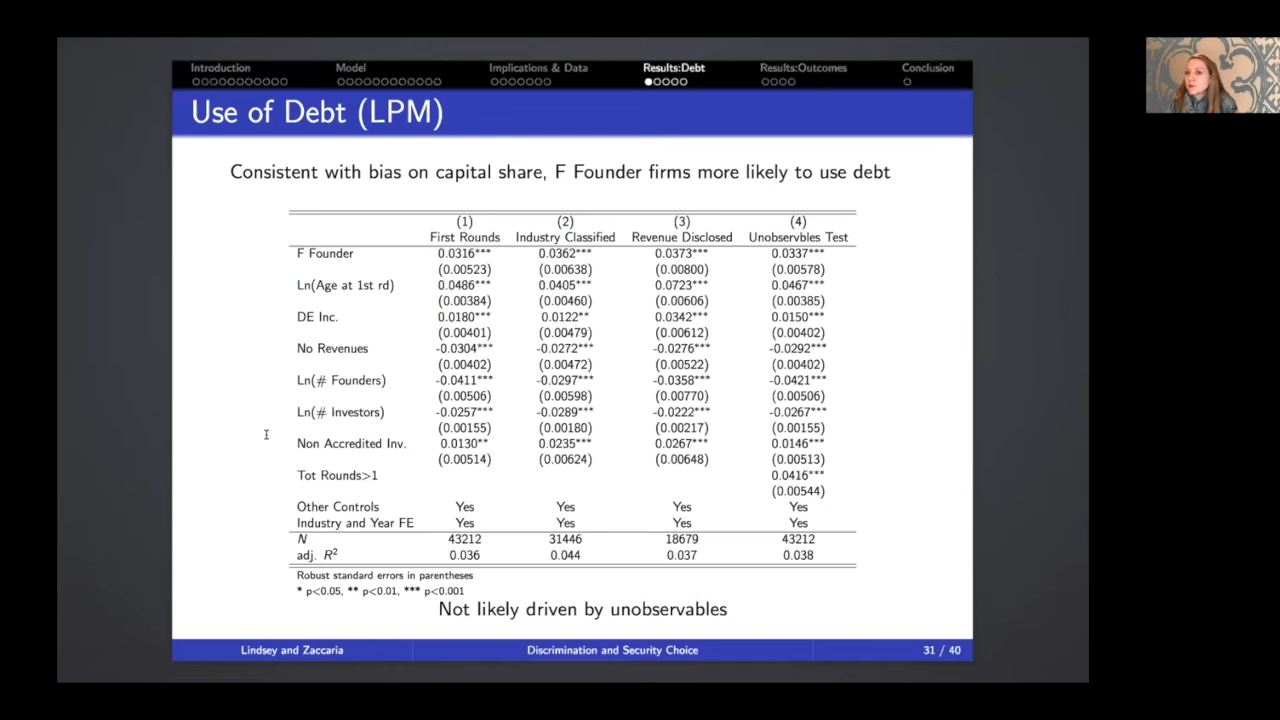 Introduction Model Implications & Data Results:Debt Results:Outcomes Conclusion
Use of Debt (LPM)
Consistent with bias on capital share, F Founder firms more likely to use debt
(1) (2) (3) (4)
First Rounds Industry Classified Revenue Disclosed Unobservbles Test
F Founder 0.0316*** 0.0362*** 0.0373*** 0.0337***
(0.00523) (0.00638) (0.00800) (0.00578)
Ln(Age at 1st rd) 0.0486*** 0.0405*** 0.0723*** 0.0467***
(0.00384) (0.00460) (0.00606) (0.00385)
DE Inc. 0.0180*** 0.0122** 0.0342*** 0.0150***
(0.00401) (0.00479) (0.00612) (0.00402)
No Revenues -0.0304*** -0.0272*** -0.0276*** -0.0292***
(0.00402) (0.00472) (0.00522) (0.00402)
Ln(# Founders) -0.0411*** -0.0297*** -0.0358*** -0.0421***
(0.00506) (0.00598) (0.00770) (0.00506)
Ln(# Investors) -0.0257*** -0.0289*** -0.0222*** -0.0267***
(0.00155) (0.00180) (0.00217) (0.00155)
Non Accredited Inv. 0.0130** 0.0235*** 0.0267*** 0.0146***
(0.00514) (0.00624) (0.00648) (0.00513)
Tot Rounds>1 0.0416***
(0.00544)
Other Controls Yes Yes Yes Yes
Industry and Year FE Yes Yes Yes Yes
N 43212 31446 18679 43212
adj. R² 0.036 0.044 0.037 0.038
Robust standard errors in parentheses
* p<0.05, ** p<0.01, *** p<0.001
Not likely driven by unobservables
Lindsey and Zaccaria Discrimination and Security Choice 31 / 40